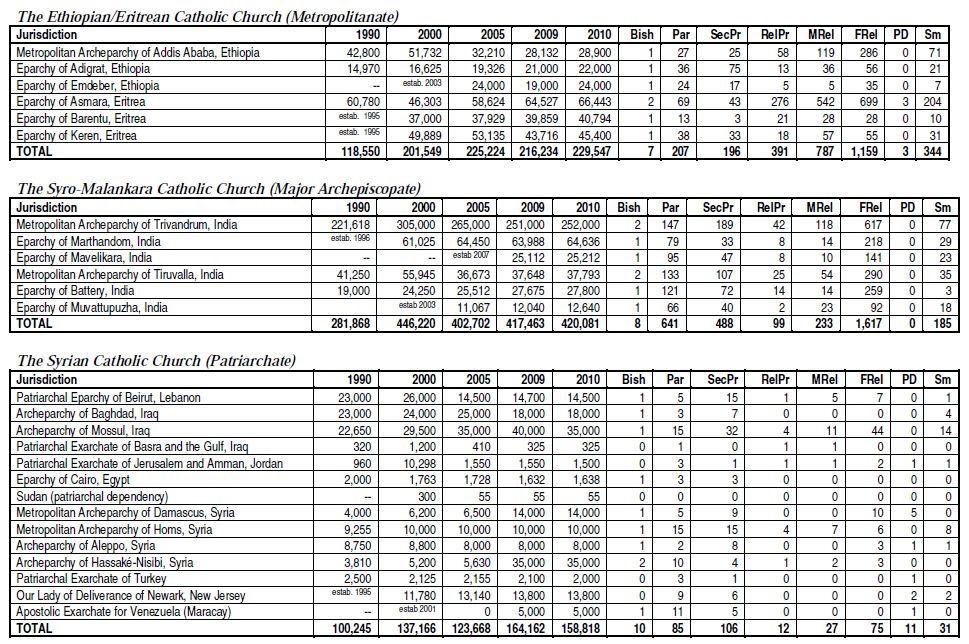 The Ethiopian/Eritrean Catholic Church (Metropolitanate)
Jurisdiction 1990 2000 2005 2009 2010 Bish Par SecPr RelPr MRel FRel PD Sm
Metropolitan Archeparchy of Addis Ababa, Ethiopia 42,800 51,732 32,210 28,132 28,900 1 27 25 58 119 286 0 71
Eparchy of Adigrat, Ethiopia 14,970 16,625 19,326 21,000 22,000 1 36 75 13 36 56 0 21
Eparchy of Emdeber, Ethiopia -- estab. 2003 24,000 19,000 24,000 1 24 17 5 5 35 0 7
Eparchy of Asmara, Eritrea 60,780 46,303 58,624 64,527 66,443 2 69 43 276 542 699 3 204
Eparchy of Barentu, Eritrea estab. 1995 37,000 37,929 39,859 40,794 1 13 3 21 28 28 0 10
Eparchy of Keren, Eritrea estab. 1995 49,889 53,135 43,716 45,400 1 38 33 18 57 55 0 31
TOTAL 118,550 201,549 225,224 216,234 229,547 7 207 196 391 787 1,159 3 344
The Syro-Malankara Catholic Church (Major Archepiscopate)
Jurisdiction 1990 2000 2005 2009 2010 Bish Par SecPr RelPr MRel FRel PD Sm
Metropolitan Archeparchy of Trivandrum, India 221,618 305,000 265,000 251,000 252,000 2 147 189 42 118 617 0 77
Eparchy of Marthandom, India estab. 1996 61,025 64,450 63,988 64,636 1 79 33 8 14 218 0 29
Eparchy of Mavelikara, India -- -- estab 2007 25,112 25,212 1 95 47 8 10 141 0 23
Metropolitan Archeparchy of Tiruvalla, India 41,250 55,945 36,673 37,648 37,793 2 133 107 25 54 290 0 35
Eparchy of Battery, India 19,000 24,250 25,512 27,675 27,800 1 121 72 14 14 259 0 3
Eparchy of Muvattupuzha, India estab 2003 11,067 12,040 12,640 1 66 40 2 23 92 0 18
TOTAL 281,868 446,220 402,702 417,463 420,081 8 641 488 99 233 1,617 0 185
The Syrian Catholic Church (Patriarchate)
Jurisdiction 1990 2000 2005 2009 2010 Bish Par SecPr RelPr MRel FRel PD Sm
Patriarchal Eparchy of Beirut, Lebanon 23,000 26,000 14,500 14,700 14,500 1 5 15 1 5 7 0 1
Archeparchy of Baghdad, Iraq 23,000 24,000 25,000 18,000 18,000 1 3 7 0 0 0 0 4
Archeparchy of Mossul, Iraq 22,650 29,500 35,000 40,000 35,000 1 15 32 4 11 44 0 14
Patriarchal Exarchate of Basra and the Gulf, Iraq 320 1,200 410 325 325 0 1 0 1 1 0 0 0
Patriarchal Exarchate of Jerusalem and Amman, Jordan 960 10,298 1,550 1,550 1,500 0 3 1 1 1 2 1 1
Eparchy of Cairo, Egypt 2,000 1,763 1,728 1,632 1,638 1 3 3 0 0 0 0 0
Sudan (patriarchal dependency) -- 300 55 55 55 0 0 0 0 0 0 0 0
Metropolitan Archeparchy of Damascus, Syria 4,000 6,200 6,500 14,000 14,000 1 5 9 0 0 10 5 0
Metropolitan Archeparchy of Homs, Syria 9,255 10,000 10,000 10,000 10,000 1 15 15 4 7 6 0 8
Archeparchy of Aleppo, Syria 8,750 8,800 8,000 8,000 8,000 1 2 8 0 0 3 1 1
Archeparchy of Hassaké-Nisibi, Syria 3,810 5,200 5,630 35,000 35,000 2 10 4 1 2 3 0 0
Patriarchal Exarchate of Turkey 2,500 2,125 2,155 2,100 2,000 0 3 1 0 0 0 1 0
Our Lady of Deliverance of Newark, New Jersey estab. 1995 11,780 13,140 13,800 13,800 0 9 6 0 0 0 2 2
Apostolic Exarchate for Venezuela (Maracay) -- estab 2001 0 5,000 5,000 1 11 5 0 0 0 1 0
TOTAL 100,245 137,166 123,668 164,162 158,818 10 85 106 12 27 75 11 31